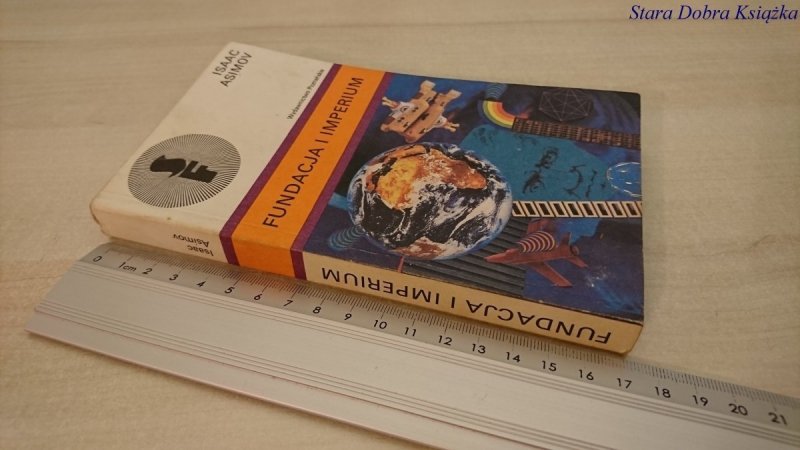 Stara Dobra Książka
ISAAC
ASIMOV
Wydawnictwo Poznańskie
FUNDACJA I IMPERIUM
SF
Isaac
Asimov
FUNDACJA I IMPERIUM
0 1cm 2 3 4 5 6 7 8 9 10 11 12 13 14 15 16 17 18 19 20 21